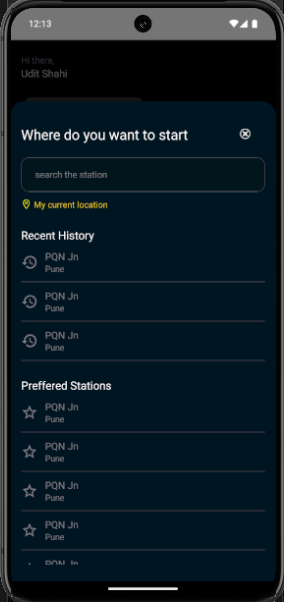 12:13
Hi there,
Udit Shahi
Where do you want to start
search the station
My current location
Recent History
PQN Jn
Pune
PQN Jn
Pune
PQN Jn
Pune
Preffered Stations
PQN Jn
Pune
PQN Jn
Pune
PQN Jn
Pune
PQN Jn
Pune
PQN Jn